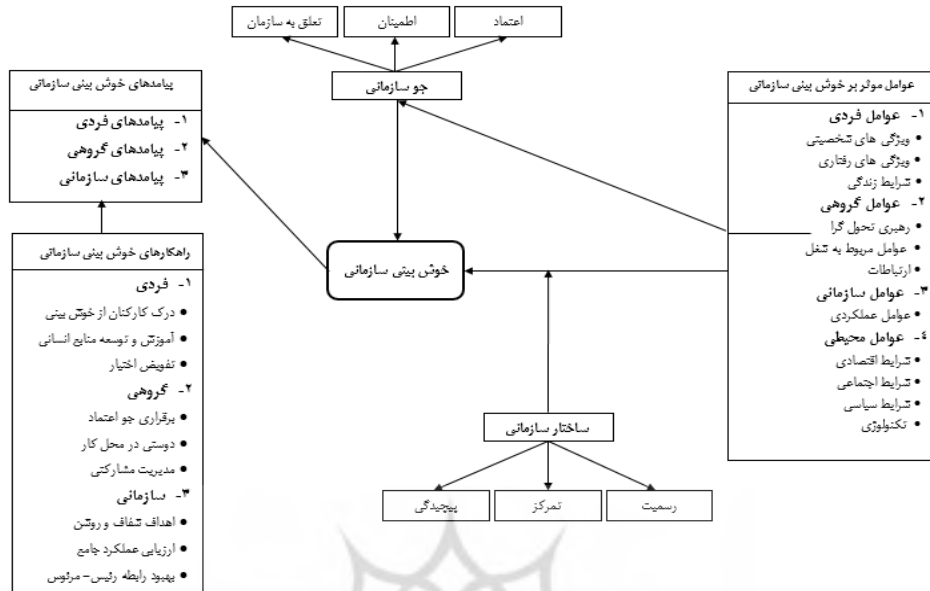 اعتماد
اطمینان
تعلق به سازمان
جو سازمانی
عوامل موثر بر خوش بینی سازمانی
۱- عوامل فردی
• ویژگی های شخصیتی
• ویژگی های رفتاری
• شرایط زندگی
۲- عوامل گروهی
• رهبری تحول گرا
• عوامل مربوط به شغل
• ارتباطات
۳- عوامل سازمانی
• عوامل عملکردی
٤- عوامل محیطی
• شرایط اقتصادی
• شرایط اجتماعی
• شرایط سیاسی
• تکنولوژی
خوش بینی سازمانی
ساختار سازمانی
رسمیت
تمرکز
پیچیدگی
پیامدهای خوش بینی سازمانی
۱- پیامدهای فردی
۲- پیامدهای گروهی
۳- پیامدهای سازمانی
راهکارهای خوش بینی سازمانی
۱- فردی
• درک کارکنان از خوش بینی
• آموزش و توسعه منابع انسانی
• تفویض اختیار
۲- گروهی
• برقراری جو اعتماد
• دوستی در محل کار
• مدیریت مشارکتی
۳- سازمانی
• اهداف شفاف و روشن
• ارزیابی عملکرد جامع
• بهبود رابطه رئیس- مرئوس